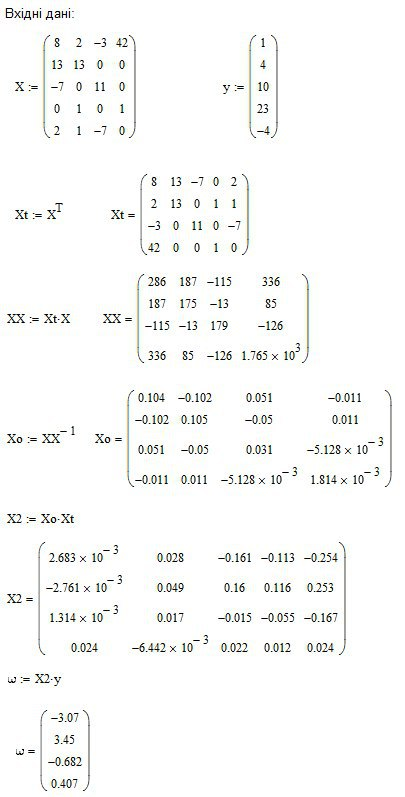 Вхідні дані:
X := ( 8 2 −3 42 y := ( 1
13 13 0 0 4
−7 0 11 0 10
0 1 0 1 23
2 1 −7 0 ) −4 )
Xt := X^T Xt = ( 8 13 −7 0 2
2 13 0 1 1
−3 0 11 0 −7
42 0 0 1 0 )
XX := Xt·X XX = ( 286 187 −115 336
187 175 −13 85
−115 −13 179 −126
336 85 −126 1.765 × 10^3 )
Xo := XX^−1 Xo = ( 0.104 −0.102 0.051 −0.011
−0.102 0.105 −0.05 0.011
0.051 −0.05 0.031 −5.128 × 10^−3
−0.011 0.011 −5.128 × 10^−3 1.814 × 10^−3 )
X2 := Xo·Xt
X2 = ( 2.683 × 10^−3 0.028 −0.161 −0.113 −0.254
−2.761 × 10^−3 0.049 0.16 0.116 0.253
1.314 × 10^−3 0.017 −0.015 −0.055 −0.167
0.024 −6.442 × 10^−3 0.022 0.012 0.024 )
ω := X2·y
ω = ( −3.07
3.45
−0.682
0.407 )